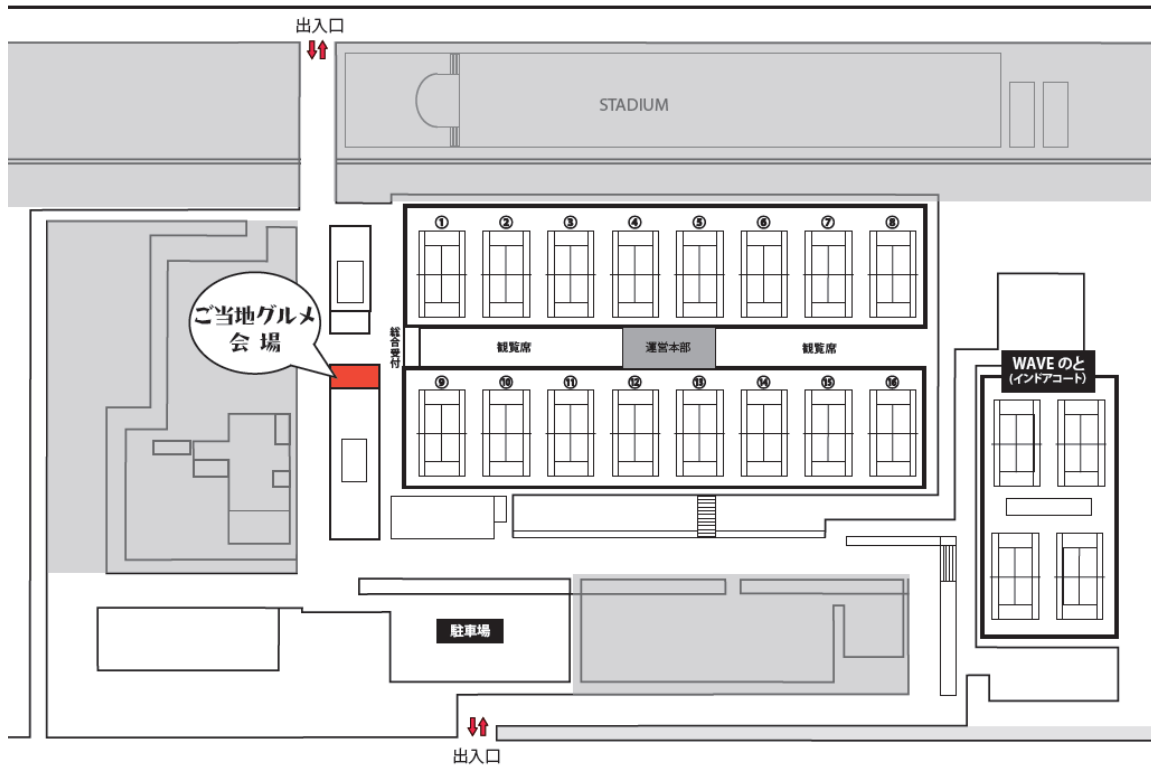 出入口
STADIUM
① ② ③ ④ ⑤ ⑥ ⑦ ⑧
ご当地グルメ
会場
総合受付
観覧席
運営本部
観覧席
WAVE のと
(インドアコート)
⑨ ⑩ ⑪ ⑫ ⑬ ⑭ ⑮ ⑯
駐車場
出入口